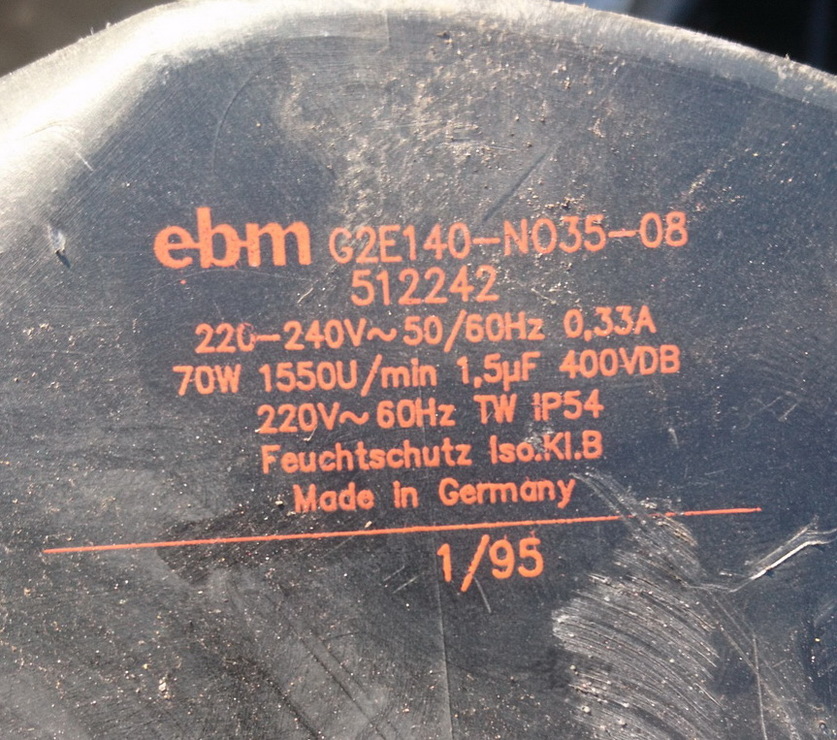 ebm G2E140-NO35-08
512242
220-240V~50/60Hz 0,33A
70W 1550U/min 1,5µF 400VDB
220V~60Hz TW IP54
Feuchtschutz Iso.Kl.B
Made in Germany
1/95